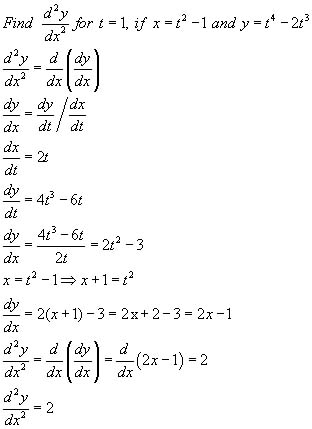 Find d²y/dx² for t = 1, if x = t² − 1 and y = t⁴ − 2t³
d²y/dx² = d/dx (dy/dx)
dy/dx = dy/dt / dx/dt
dx/dt = 2t
dy/dt = 4t³ − 6t
dy/dx = (4t³ − 6t)/2t = 2t² − 3
x = t² − 1 ⇒ x + 1 = t²
dy/dx = 2(x + 1) − 3 = 2x + 2 − 3 = 2x − 1
d²y/dx² = d/dx (dy/dx) = d/dx (2x − 1) = 2
d²y/dx² = 2